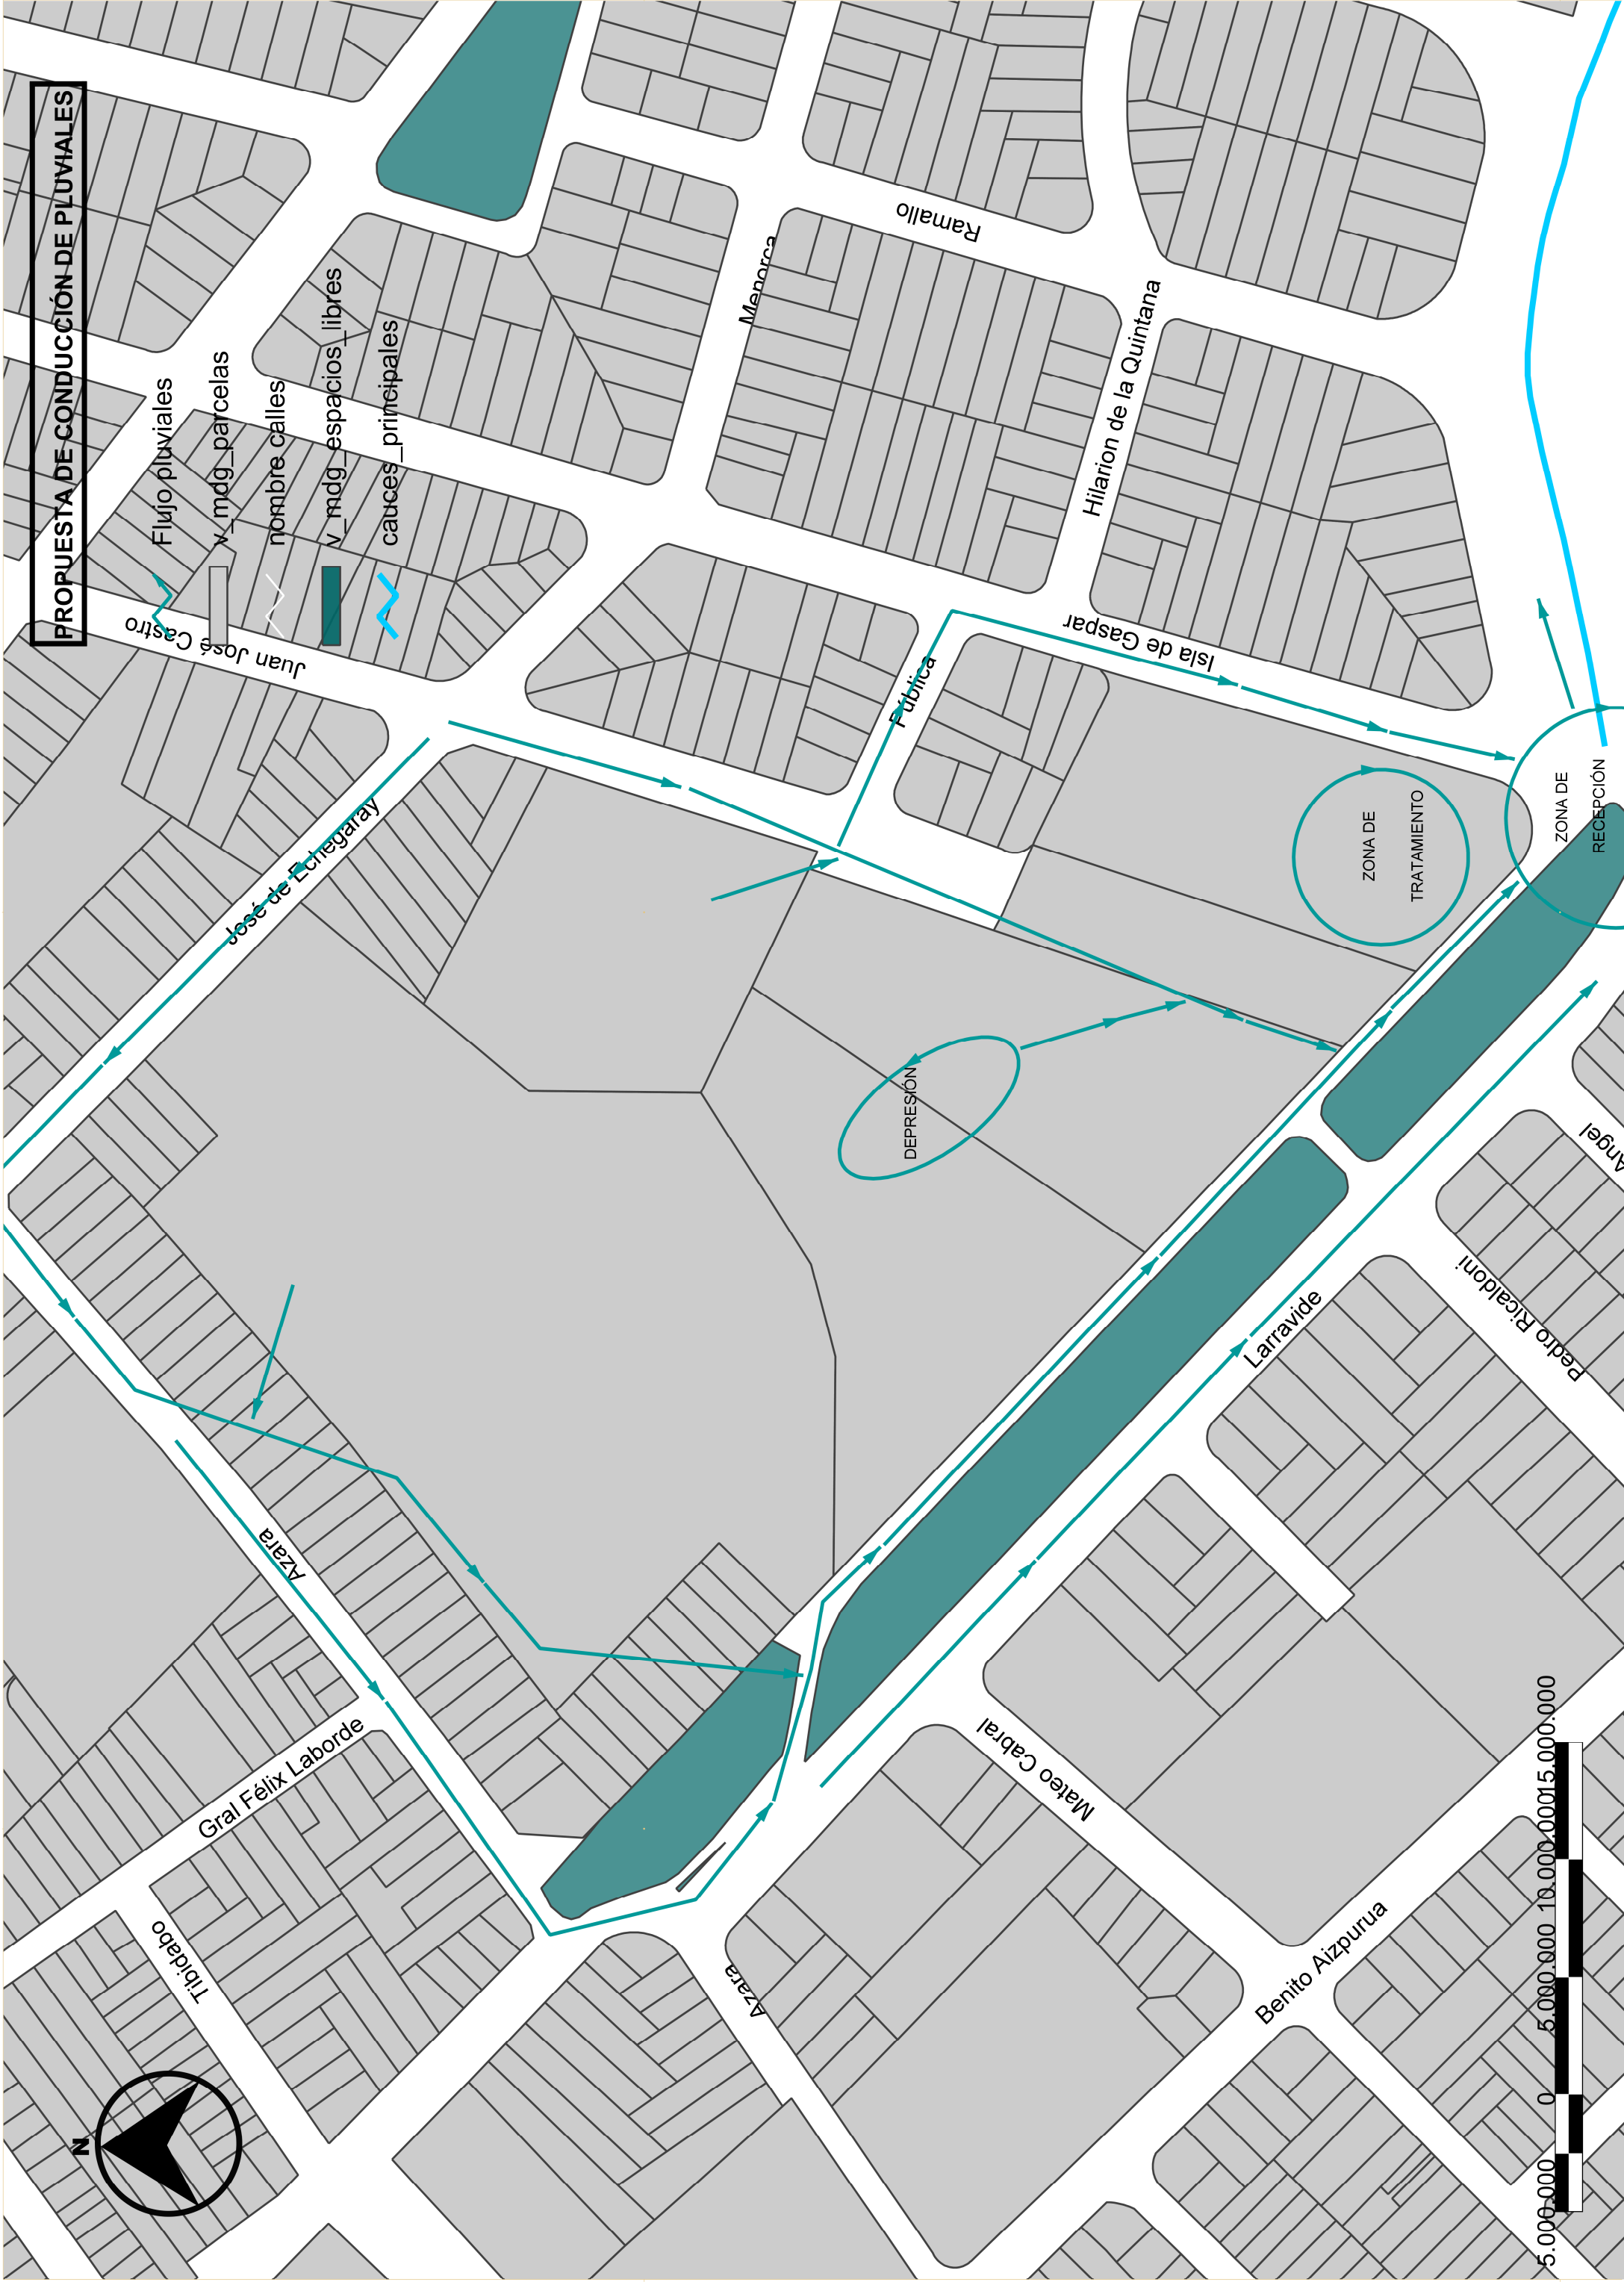 PROPUESTA DE CONDUCCIÓN DE PLUVIALES
Flujo pluviales
v_mdg_parcelas
nombre calles
v_mdg_espacios_libres
cauces_principales
Juan José Castro
Menorca
Ramallo
Hilarion de la Quintana
Isla de Gaspar
Pública
José de Echegaray
ZONA DE
TRATAMIENTO
ZONA DE
RECEPCIÓN
DEPRESIÓN
Angel
Pedro Ricaldoni
Larravide
Azara
Gral Félix Laborde
Tibidabo
Mateo Cabral
Azara
Benito Aizpurua
N
5.000.000 0 5.000.000 10.000.000 15.000.000